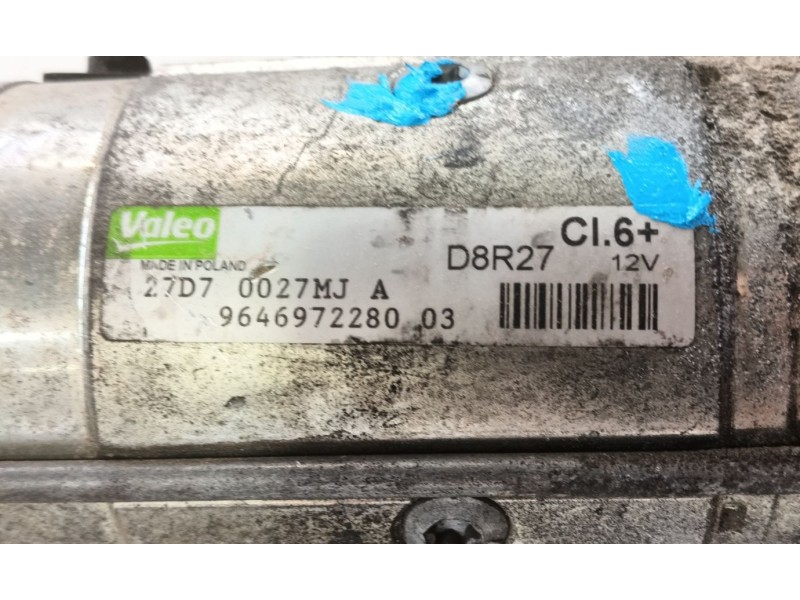 Valeo
MADE IN POLAND
D8R27
Cl.6+
12V
27D7 0027MJ A
9646972280 03